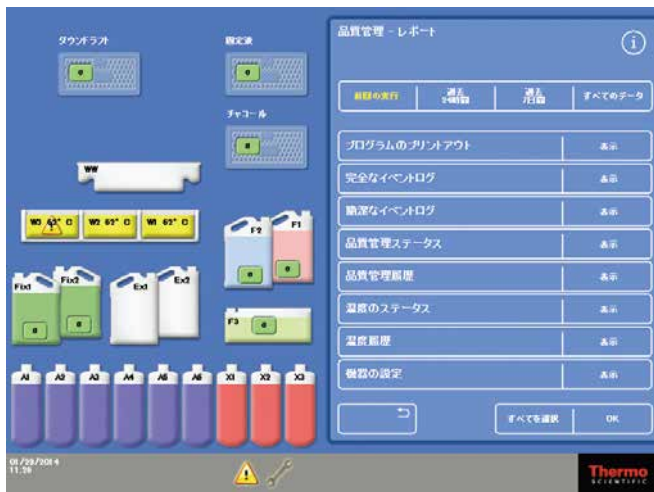 ダウンドラフト
固定液
チャコール
WW
W3 62° C
W2 62° C
W1 62° C
F2
F1
F3
Fix1
Fix2
Ex1
Ex2
A1
A2
A3
A4
A5
A6
X1
X2
X3
品質管理 - レポート
i
前回の実行
過去
24時間
過去
7日間
すべてのデータ
プログラムのプリントアウト
表示
完全なイベントログ
表示
簡潔なイベントログ
表示
品質管理ステータス
表示
品質管理履歴
表示
温度のステータス
表示
温度履歴
表示
機器の設定
表示
すべてを選択
OK
01/29/2014
11:26
Thermo
SCIENTIFIC